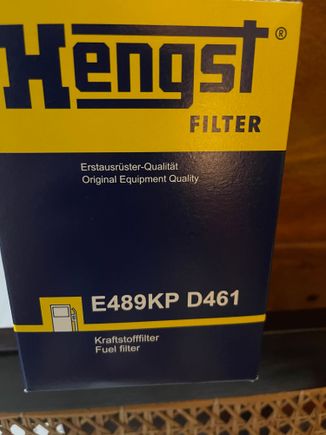 Hengst®
FILTER
Erstausrüster-Qualität
Original Equipment Quality
E489KP D461
Kraftstofffilter
Fuel filter